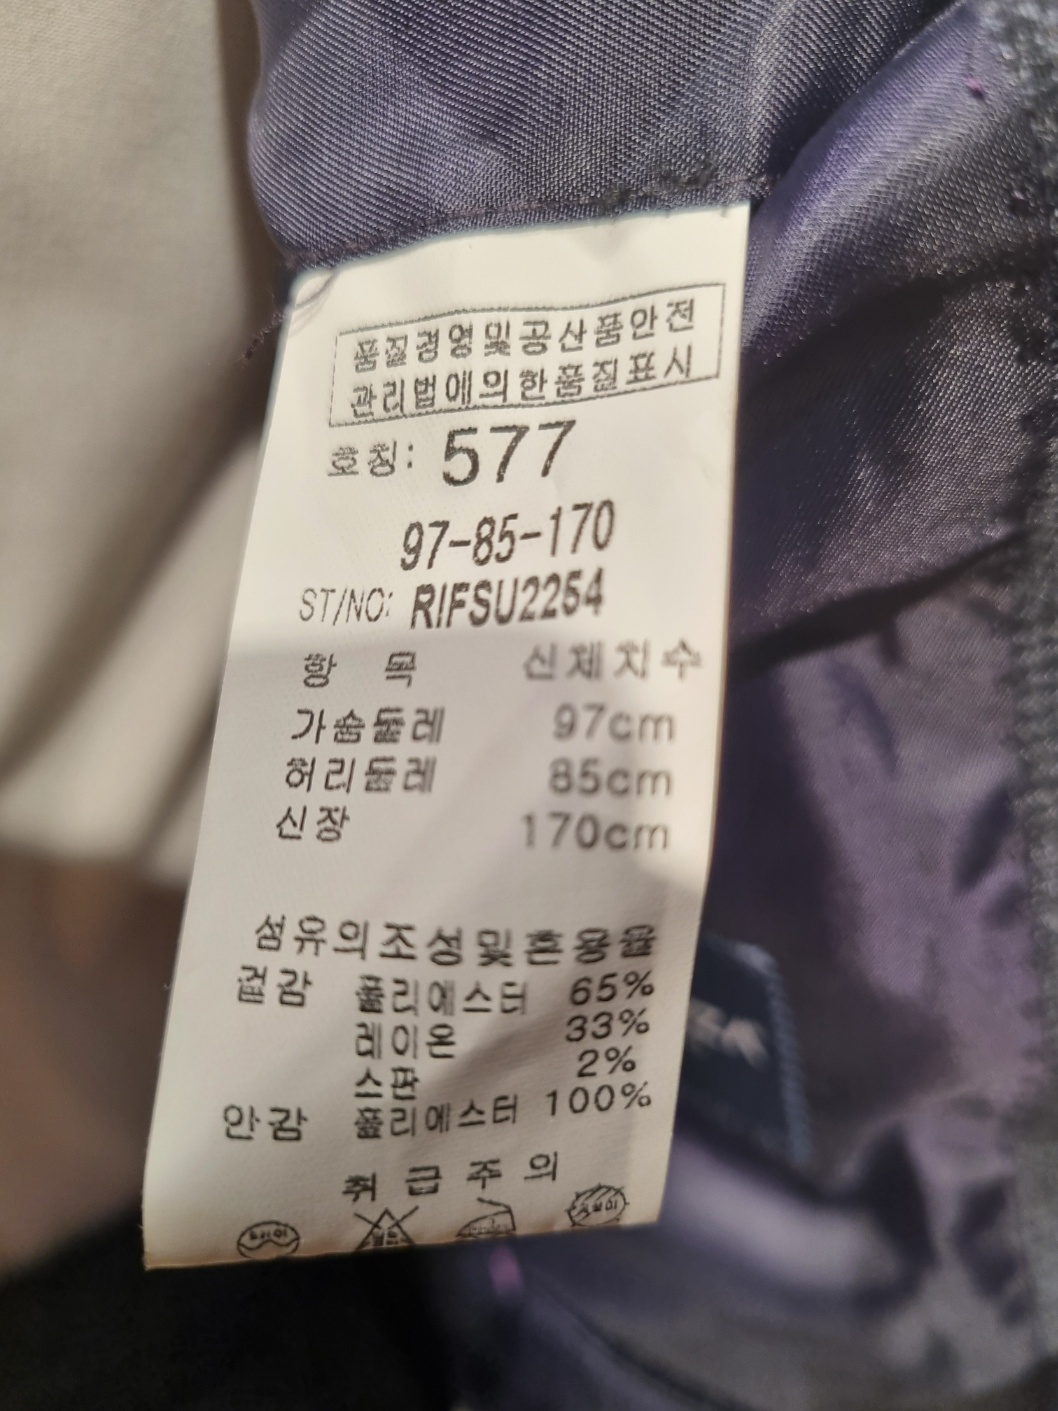 품질경영및공산품안전
관리법에의한품질표시
호칭: 577
97-85-170
ST/NO: RIFSU2254
항 목 신체치수
가슴둘레 97cm
허리둘레 85cm
신장 170cm
섬유의조성및혼용율
겉감 폴리에스터 65%
레이온 33%
스판 2%
안감 폴리에스터 100%
취급주의
드라이